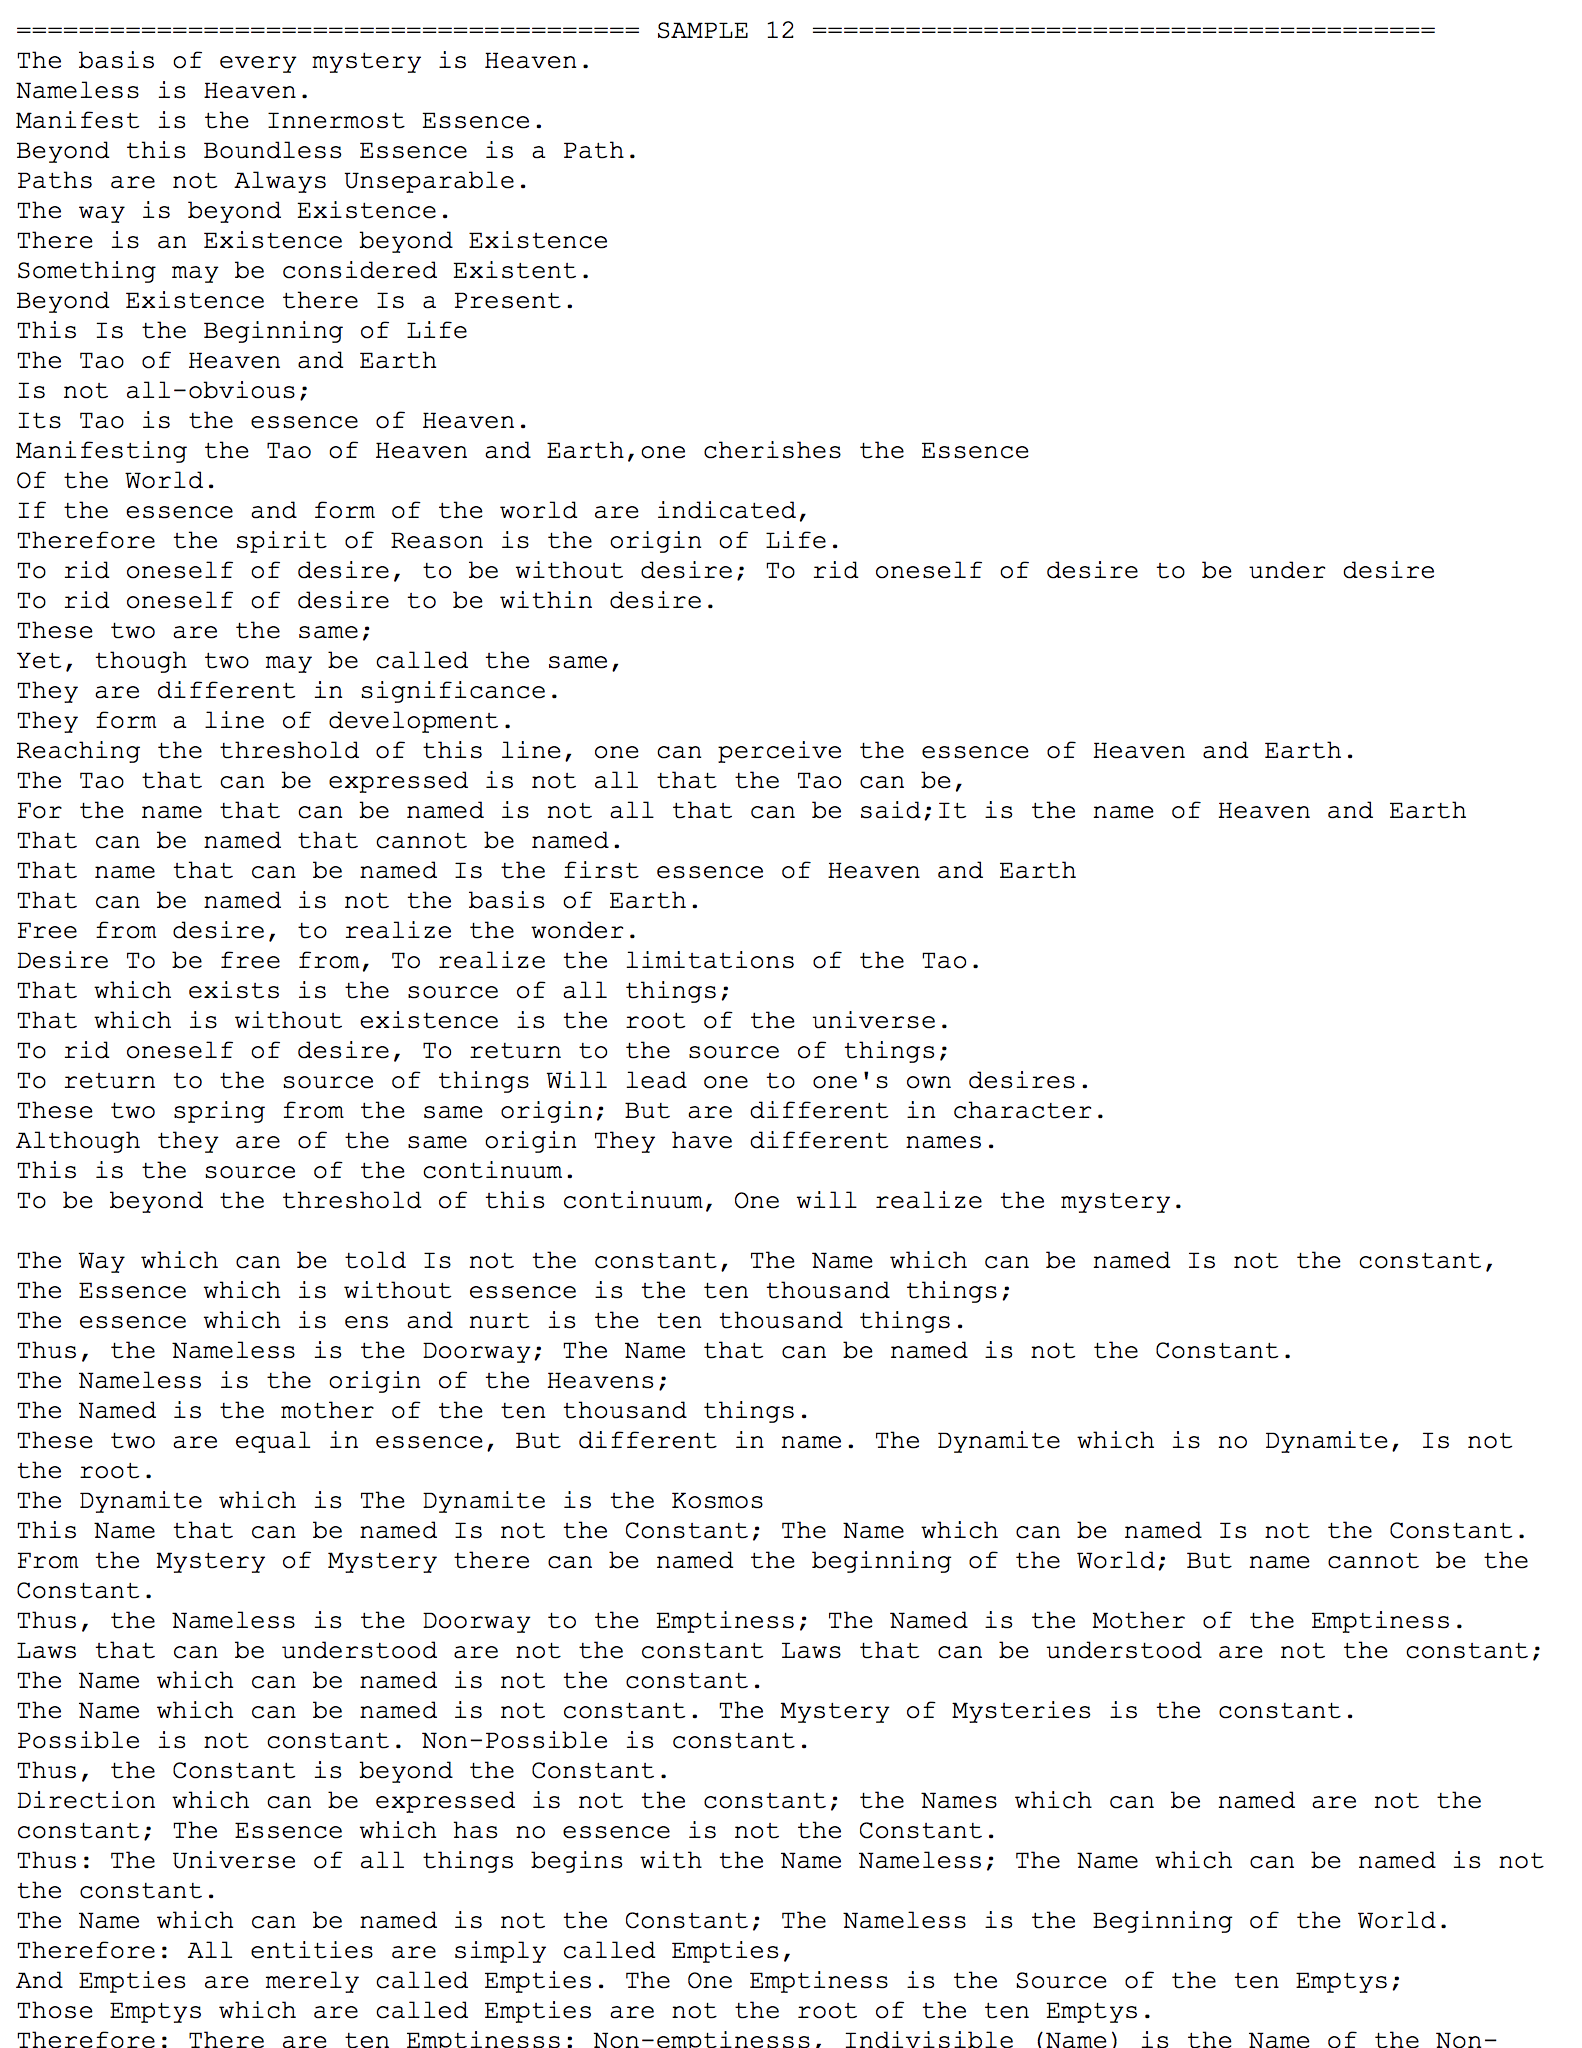 ======================================== SAMPLE 12 ========================================
The basis of every mystery is Heaven.
Nameless is Heaven.
Manifest is the Innermost Essence.
Beyond this Boundless Essence is a Path.
Paths are not Always Unseparable.
The way is beyond Existence.
There is an Existence beyond Existence
Something may be considered Existent.
Beyond Existence there Is a Present.
This Is the Beginning of Life
The Tao of Heaven and Earth
Is not all-obvious;
Its Tao is the essence of Heaven.
Manifesting the Tao of Heaven and Earth,one cherishes the Essence
Of the World.
If the essence and form of the world are indicated,
Therefore the spirit of Reason is the origin of Life.
To rid oneself of desire, to be without desire; To rid oneself of desire to be under desire
To rid oneself of desire to be within desire.
These two are the same;
Yet, though two may be called the same,
They are different in significance.
They form a line of development.
Reaching the threshold of this line, one can perceive the essence of Heaven and Earth.
The Tao that can be expressed is not all that the Tao can be,
For the name that can be named is not all that can be said;It is the name of Heaven and Earth
That can be named that cannot be named.
That name that can be named Is the first essence of Heaven and Earth
That can be named is not the basis of Earth.
Free from desire, to realize the wonder.
Desire To be free from, To realize the limitations of the Tao.
That which exists is the source of all things;
That which is without existence is the root of the universe.
To rid oneself of desire, To return to the source of things;
To return to the source of things Will lead one to one's own desires.
These two spring from the same origin; But are different in character.
Although they are of the same origin They have different names.
This is the source of the continuum.
To be beyond the threshold of this continuum, One will realize the mystery.

The Way which can be told Is not the constant, The Name which can be named Is not the constant,
The Essence which is without essence is the ten thousand things;
The essence which is ens and nurt is the ten thousand things.
Thus, the Nameless is the Doorway; The Name that can be named is not the Constant.
The Nameless is the origin of the Heavens;
The Named is the mother of the ten thousand things.
These two are equal in essence, But different in name. The Dynamite which is no Dynamite, Is not
the root.
The Dynamite which is The Dynamite is the Kosmos
This Name that can be named Is not the Constant; The Name which can be named Is not the Constant.
From the Mystery of Mystery there can be named the beginning of the World; But name cannot be the
Constant.
Thus, the Nameless is the Doorway to the Emptiness; The Named is the Mother of the Emptiness.
Laws that can be understood are not the constant Laws that can be understood are not the constant;
The Name which can be named is not the constant.
The Name which can be named is not constant. The Mystery of Mysteries is the constant.
Possible is not constant. Non-Possible is constant.
Thus, the Constant is beyond the Constant.
Direction which can be expressed is not the constant; the Names which can be named are not the
constant; The Essence which has no essence is not the Constant.
Thus: The Universe of all things begins with the Name Nameless; The Name which can be named is not
the constant.
The Name which can be named is not the Constant; The Nameless is the Beginning of the World.
Therefore: All entities are simply called Empties,
And Empties are merely called Empties. The One Emptiness is the Source of the ten Emptys;
Those Emptys which are called Empties are not the root of the ten Emptys.
Therefore: There are ten Emptinesss: Non-emptinesss, Indivisible (Name) is the Name of the Non-